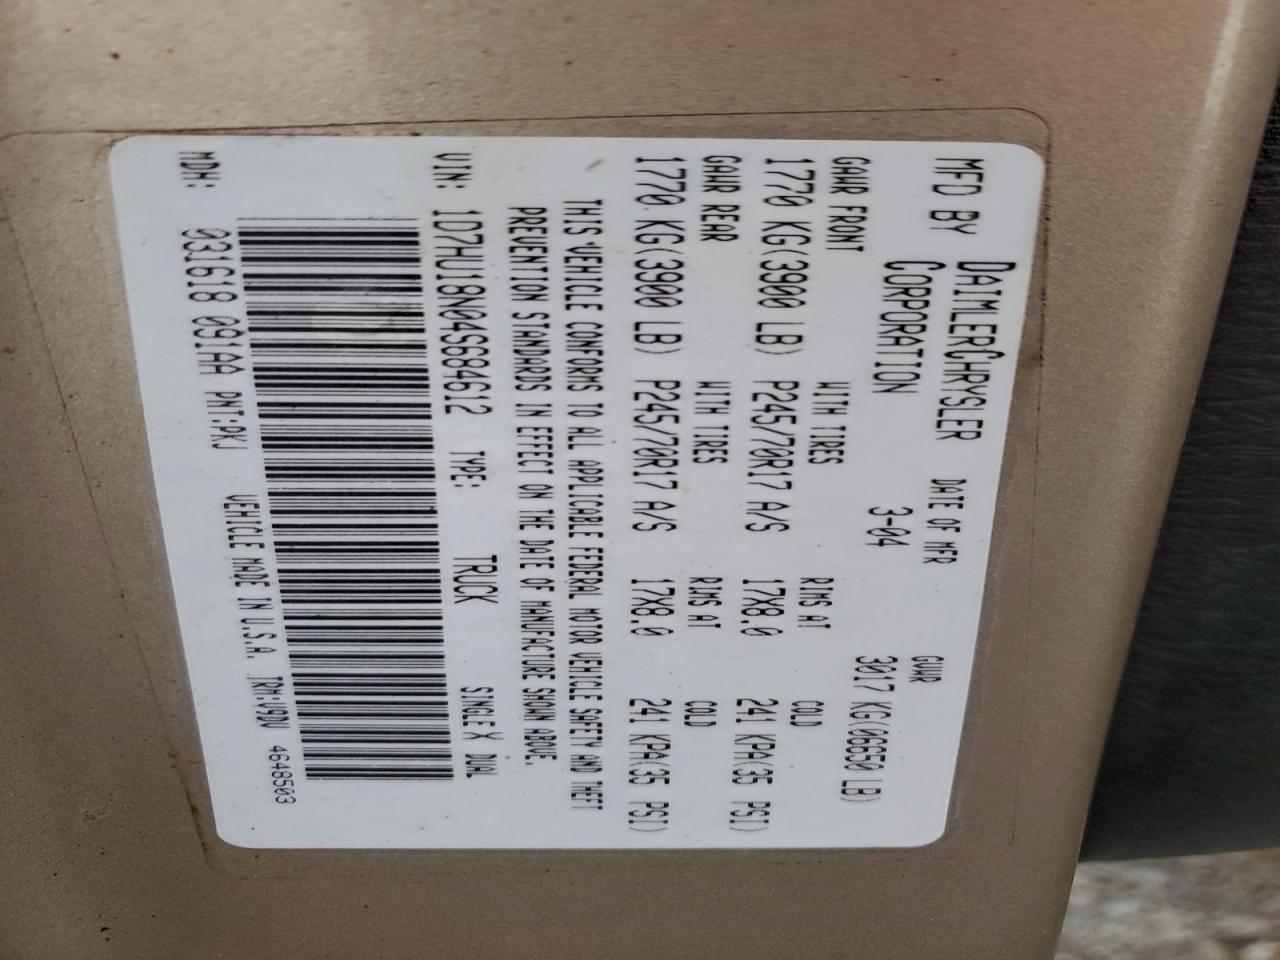 MFD BY DAIMLERCHRYSLER CORPORATION
DATE OF MFR 3-04
GVWR 3017 KG(06650 LB)
GAWR FRONT WITH TIRES RIMS AT COLD
1770 KG(3900 LB) P245/70R17 A/S 17X8.0 241 KPA(35 PSI)
GAWR REAR WITH TIRES RIMS AT COLD
1770 KG(3900 LB) P245/70R17 A/S 17X8.0 241 KPA(35 PSI)
THIS VEHICLE CONFORMS TO ALL APPLICABLE FEDERAL MOTOR VEHICLE SAFETY AND THEFT
PREVENTION STANDARDS IN EFFECT ON THE DATE OF MANUFACTURE SHOWN ABOVE.
VIN: 1D7HU18N04S684612 TYPE: TRUCK SINGLE X DUAL
MDH: 031618 091AA PNT:PKJ VEHICLE MADE IN U.S.A. TRM:V9DV 4648503